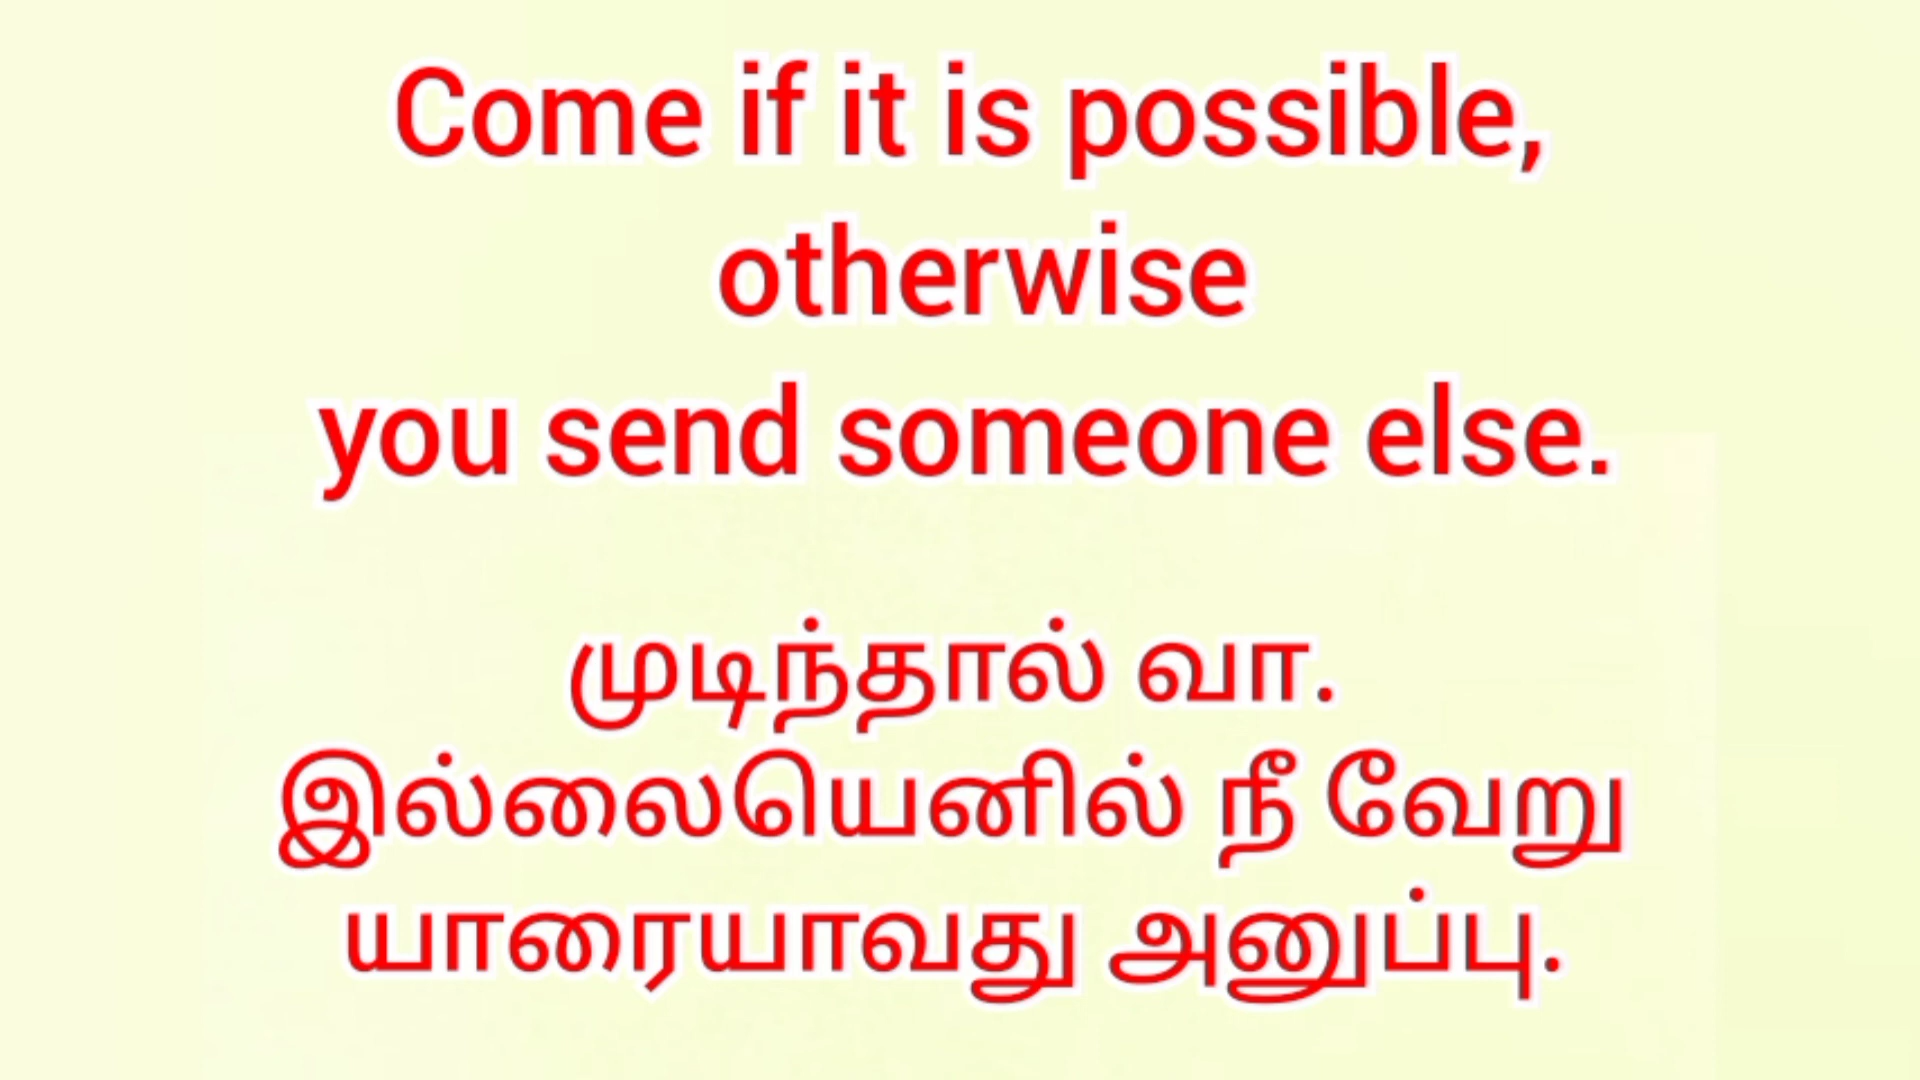 Come if it is possible,
otherwise
you send someone else.
முடிந்தால் வா.
இல்லையெனில் நீ வேறு
யாரையாவது அனுப்பு.